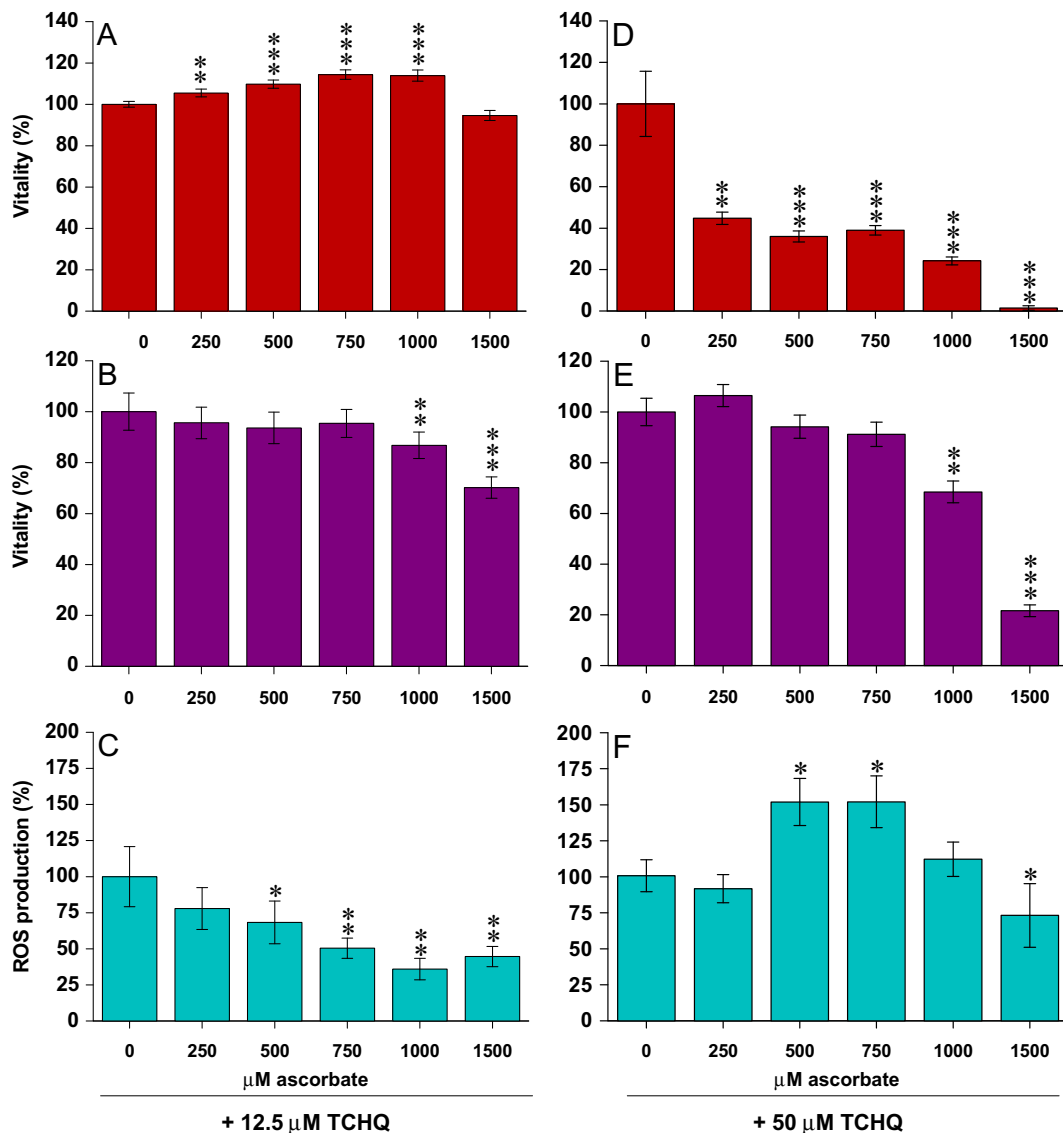 A
Vitality (%)
140
120
100
80
60
40
20
0
** *** *** ***
0 250 500 750 1000 1500
D
140
120
100
80
60
40
20
0
** *** *** *** ***
0 250 500 750 1000 1500
B
Vitality (%)
120
100
80
60
40
20
0
** ***
0 250 500 750 1000 1500
E
120
100
80
60
40
20
0
** ***
0 250 500 750 1000 1500
C
ROS production (%)
200
175
150
125
100
75
50
25
0
* ** ** **
0 250 500 750 1000 1500
μM ascorbate
+ 12.5 μM TCHQ
F
200
175
150
125
100
75
50
25
0
* * *
0 250 500 750 1000 1500
μM ascorbate
+ 50 μM TCHQ